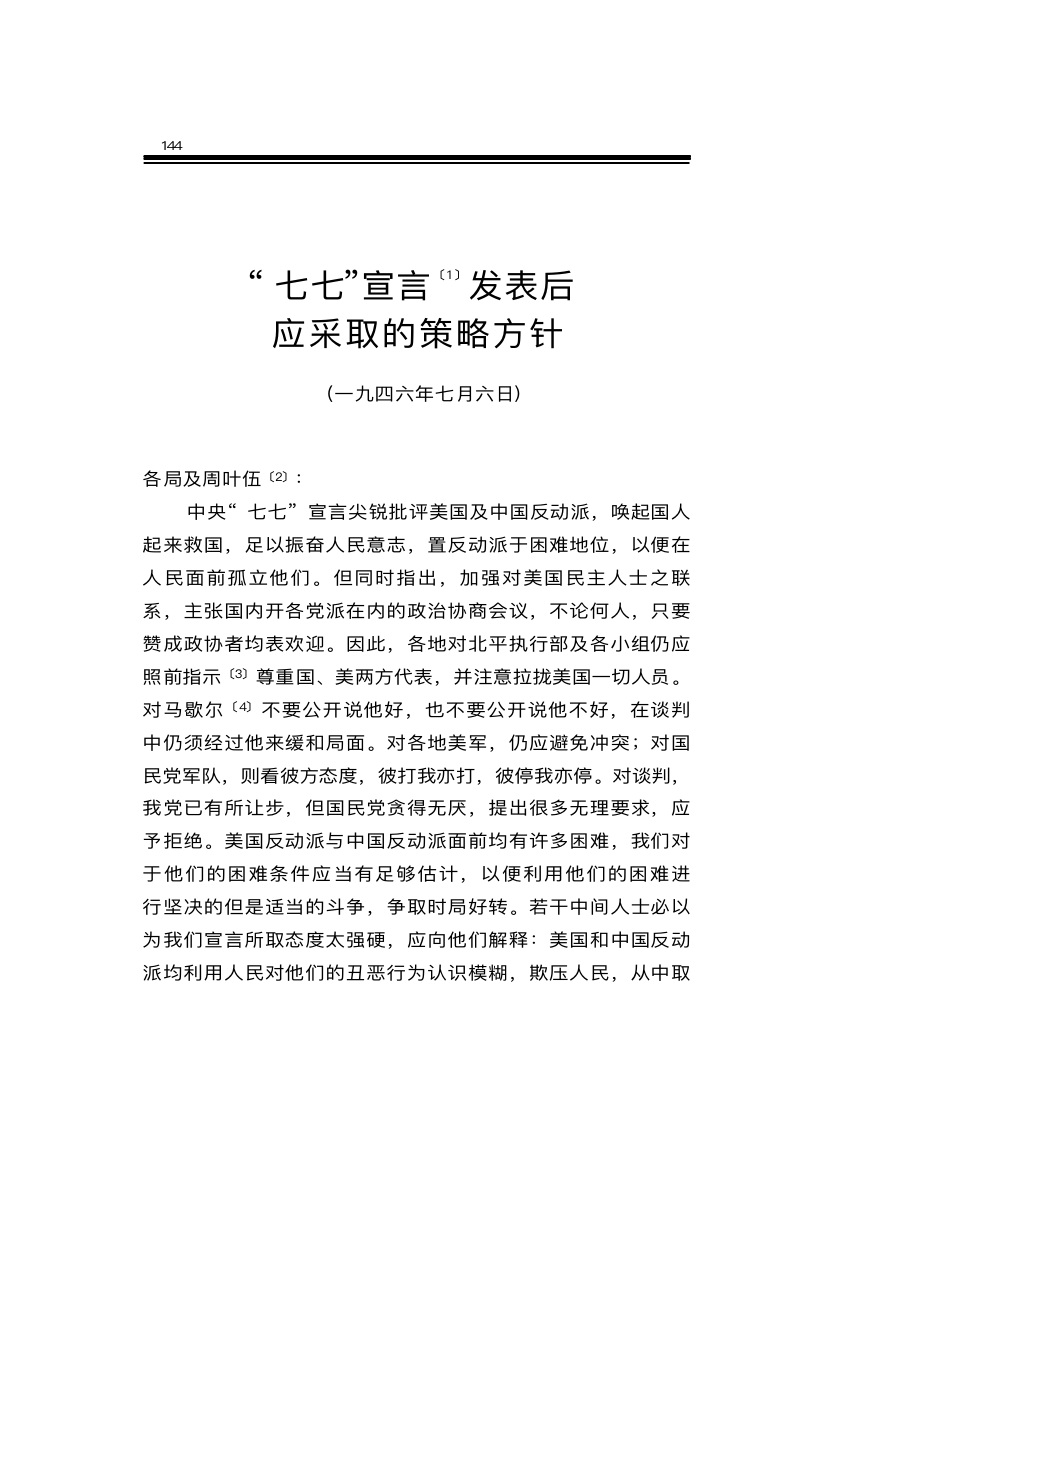 144
“七七”宣言〔1〕发表后
应采取的策略方针
(一九四六年七月六日)
各局及周叶伍〔2〕:
中央“七七”宣言尖锐批评美国及中国反动派，唤起国人
起来救国，足以振奋人民意志，置反动派于困难地位，以便在
人民面前孤立他们。但同时指出，加强对美国民主人士之联
系，主张国内开各党派在内的政治协商会议，不论何人，只要
赞成政协者均表欢迎。因此，各地对北平执行部及各小组仍应
照前指示〔3〕尊重国、美两方代表，并注意拉拢美国一切人员。
对马歇尔〔4〕不要公开说他好，也不要公开说他不好，在谈判
中仍须经过他来缓和局面。对各地美军，仍应避免冲突；对国
民党军队，则看彼方态度，彼打我亦打，彼停我亦停。对谈判，
我党已有所让步，但国民党贪得无厌，提出很多无理要求，应
予拒绝。美国反动派与中国反动派面前均有许多困难，我们对
于他们的困难条件应当有足够估计，以便利用他们的困难进
行坚决的但是适当的斗争，争取时局好转。若干中间人士必以
为我们宣言所取态度太强硬，应向他们解释：美国和中国反动
派均利用人民对他们的丑恶行为认识模糊，欺压人民，从中取